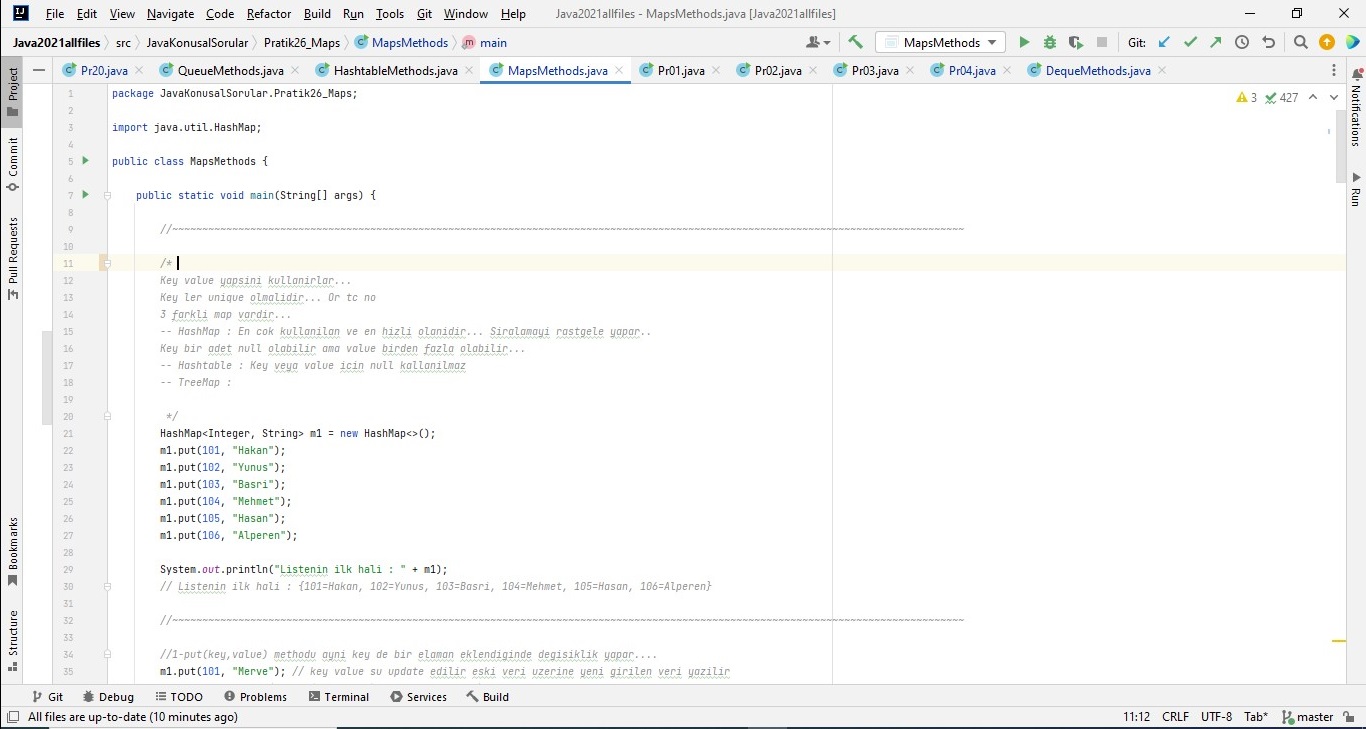 File Edit View Navigate Code Refactor Build Run Tools Git Window Help Java2021allfiles - MapsMethods.java [Java2021allfiles]
Java2021allfiles src JavaKonusalSorular Pratik26_Maps MapsMethods main MapsMethods Git:
Pr20.java QueueMethods.java HashtableMethods.java MapsMethods.java Pr01.java Pr02.java Pr03.java Pr04.java DequeMethods.java
Project
Commit
Pull Requests
Bookmarks
Structure
3 427
Notifications
Run
1 package JavaKonusalSorular.Pratik26_Maps;
2
3 import java.util.HashMap;
4
5 public class MapsMethods {
6
7 public static void main(String[] args) {
8
9 //~~~~~~~~~~~~~~~~~~~~~~~~~~~~~~~~~~~~~~~~~~~~~~~~~~~~~~~~~~~~~~~~~~~~~~~~~~~~~~~~~~~~~~~~~~~~~~~~~~~~~~~~~~~~~~~~~~~~~~~~~~~~~~~~~~~~
10
11 /*
12 Key value yapsini kullanirlar...
13 Key ler unique olmalidir... Or tc no
14 3 farkli map vardir...
15 -- HashMap : En cok kullanilan ve en hizli olanidir... Siralamayi rastgele yapar..
16 Key bir adet null olabilir ama value birden fazla olabilir...
17 -- Hashtable : Key veya value icin null kallanilmaz
18 -- TreeMap :
19
20 */
21 HashMap<Integer, String> m1 = new HashMap<>();
22 m1.put(101, "Hakan");
23 m1.put(102, "Yunus");
24 m1.put(103, "Basri");
25 m1.put(104, "Mehmet");
26 m1.put(105, "Hasan");
27 m1.put(106, "Alperen");
28
29 System.out.println("Listenin ilk hali : " + m1);
30 // Listenin ilk hali : {101=Hakan, 102=Yunus, 103=Basri, 104=Mehmet, 105=Hasan, 106=Alperen}
31
32 //~~~~~~~~~~~~~~~~~~~~~~~~~~~~~~~~~~~~~~~~~~~~~~~~~~~~~~~~~~~~~~~~~~~~~~~~~~~~~~~~~~~~~~~~~~~~~~~~~~~~~~~~~~~~~~~~~~~~~~~~~~~~~~~~~~~~
33
34 //1-put(key,value) methodu ayni key de bir elaman eklendiginde degisiklik yapar....
35 m1.put(101, "Merve"); // key value su update edilir eski veri uzerine yeni girilen veri yazilir
Git Debug TODO Problems Terminal Services Build
All files are up-to-date (10 minutes ago) 11:12 CRLF UTF-8 Tab* master